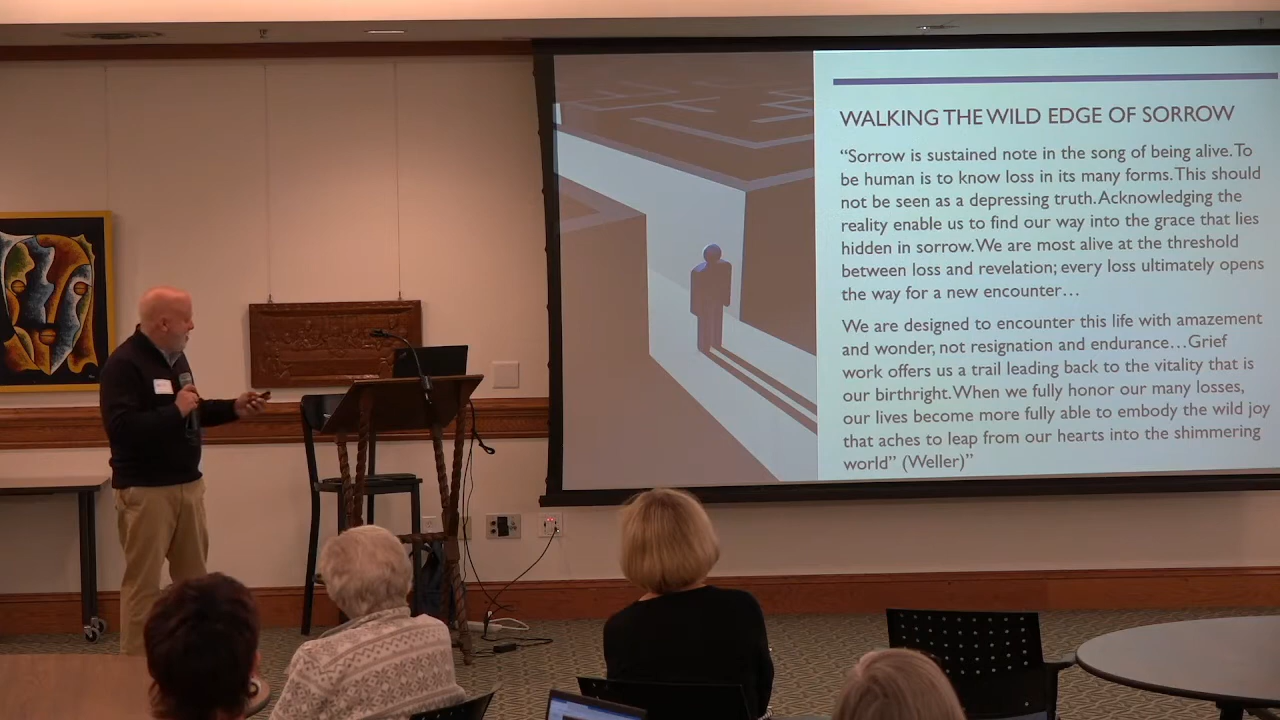 WALKING THE WILD EDGE OF SORROW
“Sorrow is sustained note in the song of being alive. To
be human is to know loss in its many forms. This should
not be seen as a depressing truth. Acknowledging the
reality enable us to find our way into the grace that lies
hidden in sorrow. We are most alive at the threshold
between loss and revelation; every loss ultimately opens
the way for a new encounter…
We are designed to encounter this life with amazement
and wonder, not resignation and endurance…Grief
work offers us a trail leading back to the vitality that is
our birthright. When we fully honor our many losses,
our lives become more fully able to embody the wild joy
that aches to leap from our hearts into the shimmering
world” (Weller)”